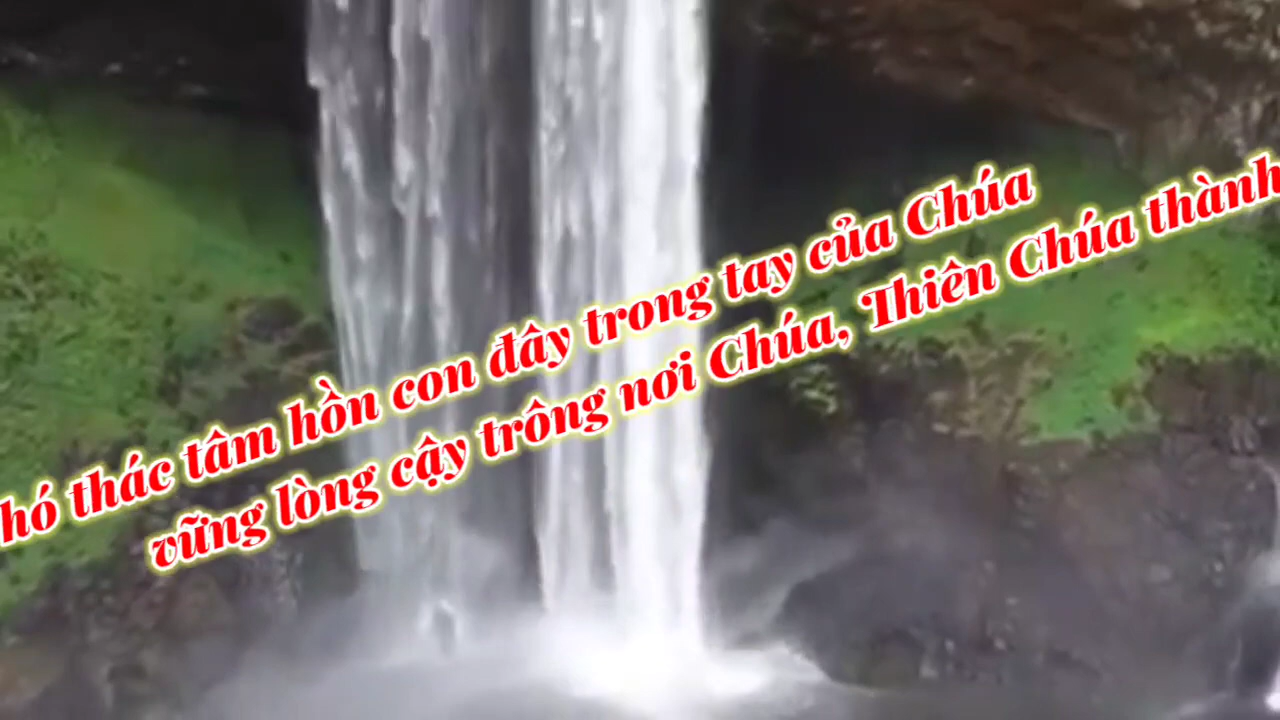 hó thác tâm hồn con đây trong tay của Chúa
vững lòng cậy trông nơi Chúa, Thiên Chúa thành